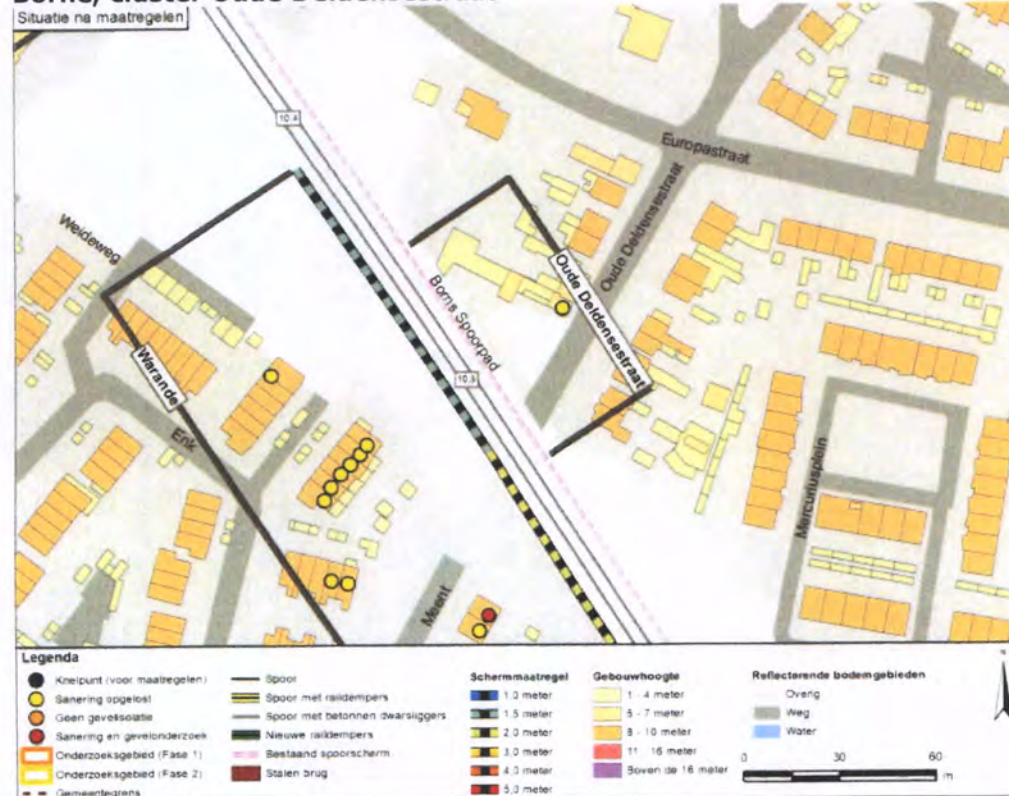 Situatie na maatregelen
10.4
Europastraat
Weideweg
Oude Deldensestraat
Oude Deldensestraat
Borns Spoorpad
10.5
Warande
Enk
Mercuriusplein
Meent
Legenda
Knelpunt (voor maatregelen)
Sanering opgelost
Geen gevelisolatie
Sanering en gevelonderzoek
Onderzoeksgebied (Fase 1)
Onderzoeksgebied (Fase 2)
Gemeentegrens
Spoor
Spoor met raildempers
Spoor met betonnen dwarsliggers
Nieuwe raildempers
Bestaand spoorscherm
Stalen brug
Schermmaatregel
1,0 meter
1,5 meter
2,0 meter
3,0 meter
4,0 meter
5,0 meter
Gebouwhoogte
1 - 4 meter
5 - 7 meter
8 - 10 meter
11 - 16 meter
Boven de 16 meter
Reflecterende bodemgebieden
Overig
Weg
Water
0 30 60
m